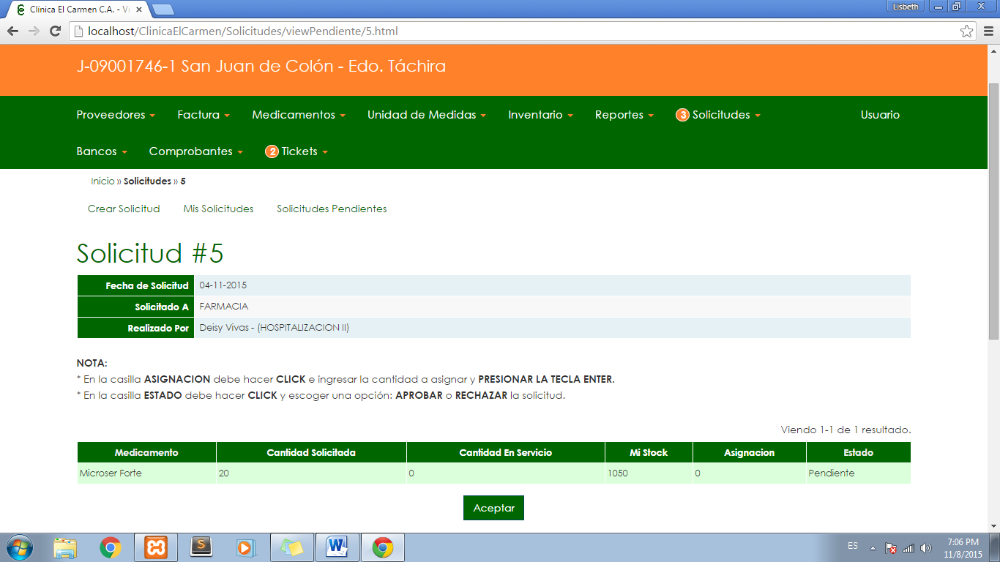 Clínica El Carmen C.A. - Vi
Lisbeth
localhost/ClinicaElCarmen/Solicitudes/viewPendiente/5.html
J-09001746-1 San Juan de Colón - Edo. Táchira
Proveedores Factura Medicamentos Unidad de Medidas Inventario Reportes 3 Solicitudes Usuario
Bancos Comprobantes 2 Tickets
Inicio » Solicitudes » 5
Crear Solicitud Mis Solicitudes Solicitudes Pendientes
Solicitud #5
Fecha de Solicitud 04-11-2015
Solicitado A FARMACIA
Realizado Por Deisy Vivas - (HOSPITALIZACION II)
NOTA:
* En la casilla ASIGNACION debe hacer CLICK e ingresar la cantidad a asignar y PRESIONAR LA TECLA ENTER.
* En la casilla ESTADO debe hacer CLICK y escoger una opción: APROBAR o RECHAZAR la solicitud.
Viendo 1-1 de 1 resultado.
Medicamento Cantidad Solicitada Cantidad En Servicio Mi Stock Asignacion Estado
Microser Forte 20 0 1050 0 Pendiente
Aceptar
ES 7:06 PM
11/8/2015